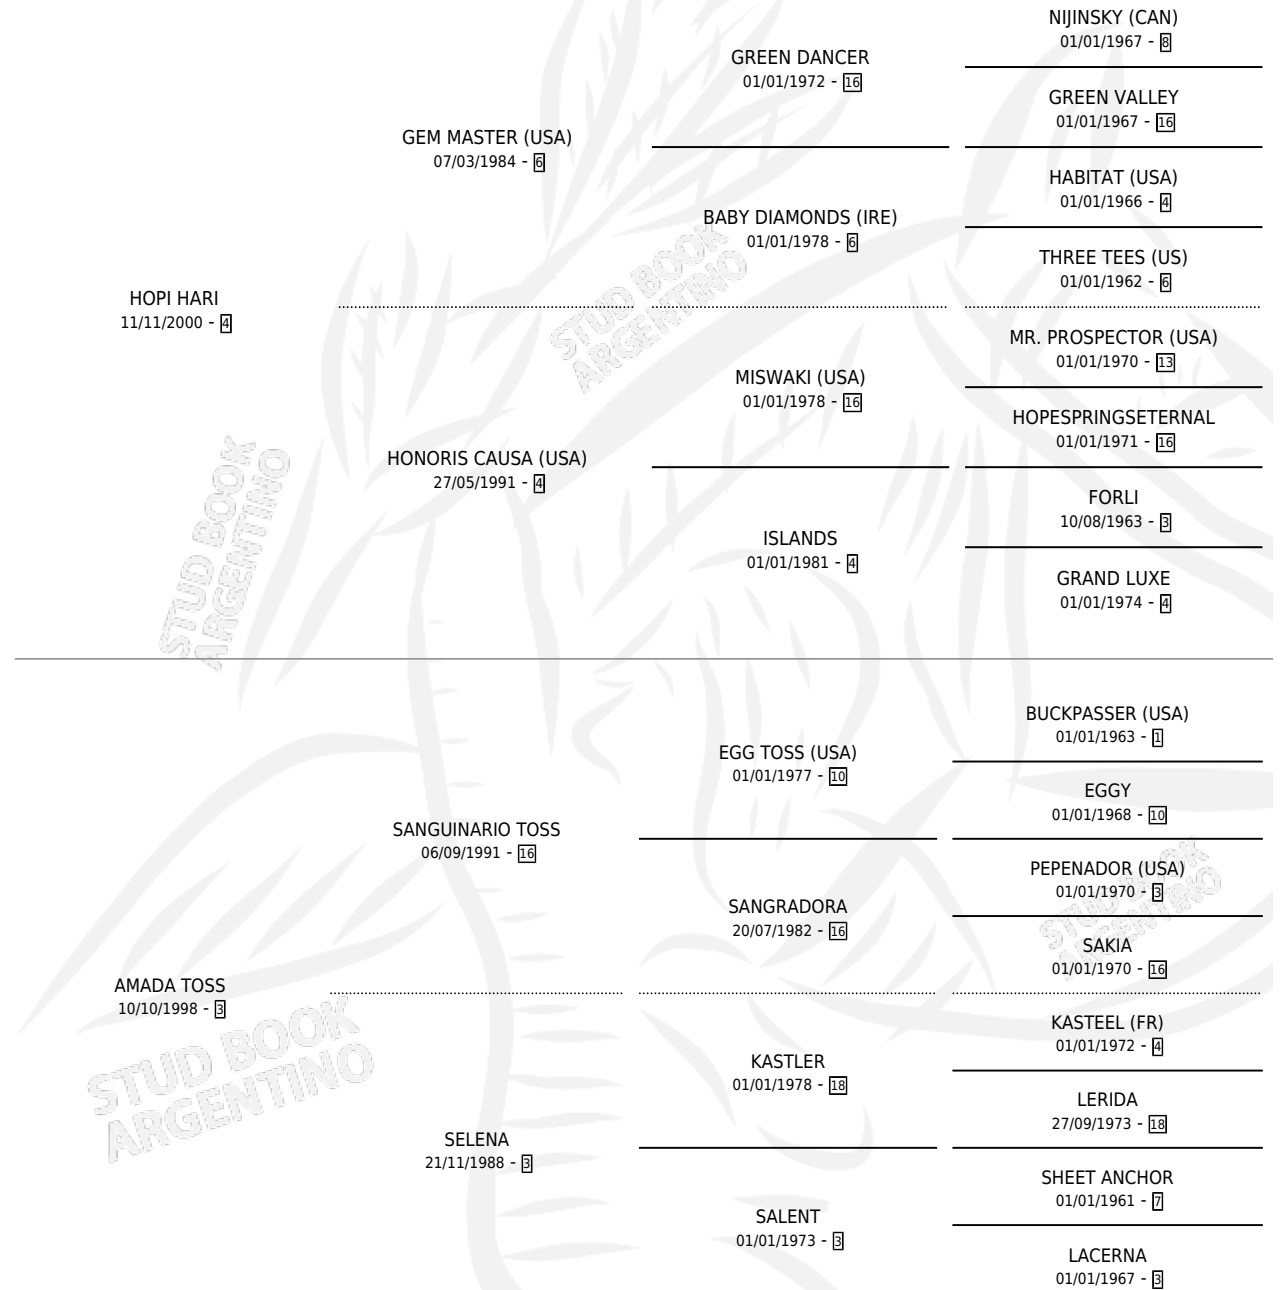 NIJINSKY (CAN)
01/01/1967 - 8
GREEN DANCER
01/01/1972 - 16
GREEN VALLEY
01/01/1967 - 16
GEM MASTER (USA)
07/03/1984 - 6
HABITAT (USA)
01/01/1966 - 4
BABY DIAMONDS (IRE)
01/01/1978 - 6
THREE TEES (US)
01/01/1962 - 6
HOPI HARI
11/11/2000 - 4
MR. PROSPECTOR (USA)
01/01/1970 - 13
MISWAKI (USA)
01/01/1978 - 16
HOPESPRINGSETERNAL
01/01/1971 - 16
HONORIS CAUSA (USA)
27/05/1991 - 4
FORLI
10/08/1963 - 3
ISLANDS
01/01/1981 - 4
GRAND LUXE
01/01/1974 - 4
BUCKPASSER (USA)
01/01/1963 - 1
EGG TOSS (USA)
01/01/1977 - 10
EGGY
01/01/1968 - 10
SANGUINARIO TOSS
06/09/1991 - 16
PEPENADOR (USA)
01/01/1970 - 3
SANGRADORA
20/07/1982 - 16
SAKIA
01/01/1970 - 16
AMADA TOSS
10/10/1998 - 3
KASTEEL (FR)
01/01/1972 - 4
KASTLER
01/01/1978 - 18
LERIDA
27/09/1973 - 18
SELENA
21/11/1988 - 3
SHEET ANCHOR
01/01/1961 - 7
SALENT
01/01/1973 - 3
LACERNA
01/01/1967 - 3
STUD BOOK
ARGENTINO
STUD BOOK
ARGENTINO
STUD BOOK
ARGENTINO
STUD BOOK
ARGENTINO